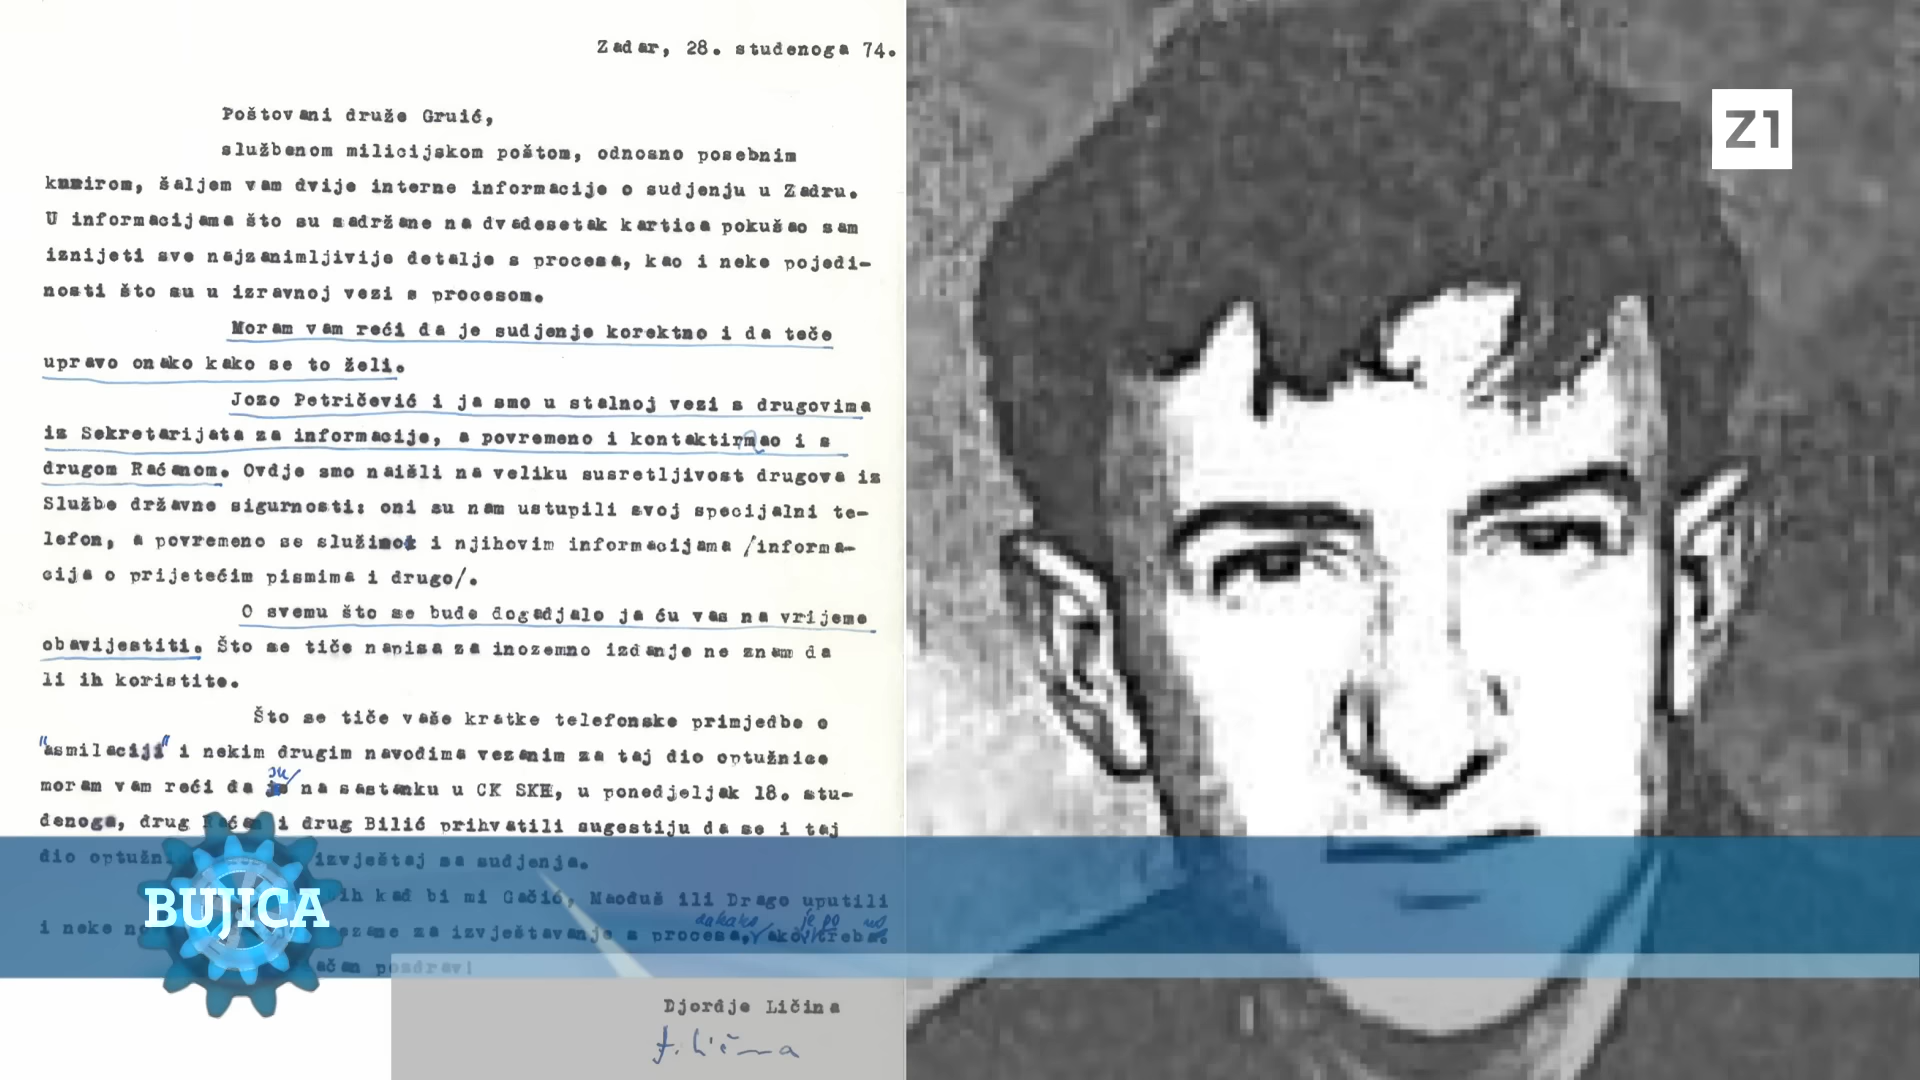 Zadar, 28. studenoga 74.
Poštovani druže Gruić,
službenom milicijskom poštom, odnosno posebnim
šaljem vam dvije interne informacije o sudjenju u Zadru.
U informacijama što su sadržane na dvadesetak kartica pokušao sam
iznijeti sve najzanimljivije detalje s procesa, kao i neke pojedi-
nosti što su u izravnoj vezi s procesom.
Moram vam reći da je sudjenje korektno i da teče
upravo onako kako se to želi.
Jozo Petričević i ja smo u stalnoj vezi s drugovima
iz Sekretarijata za informacije, a povremeno i i s
drugom Račanom. Ovdje smo naišli na veliku susretljivost drugova iz
Službe državne sigurnosti: oni su nam ustupili svoj specijalni te-
lefon, a povremeno se služimo i njihovim informacijama /informa-
cija o prijetećim pismima i drugo/.
O svemu što se bude dogadjalo ja ću vas na vrijeme
obavijestiti. Što se tiče napisa za inozemno izdanje ne znam da
li ih koristite.
Što se tiče vaše kratke telefonske primjedbe o
"asmilaciji" i nekim drugim navodima vezanim za taj dio optužnice
moram vam reći da su na sastanku u CK SKH, u ponedjeljak 18. stu-
denoga, drug Račan i drug Bilić prihvatili sugestiju da se i taj
dio izvještaj sa sudjenja.
kad bi mi Gačić, Maoduš ili Drago uputili
i neke za izvještavanje s procesa, dakako, ako je po treba.
Djordje Ličina
BUJICA
Z1